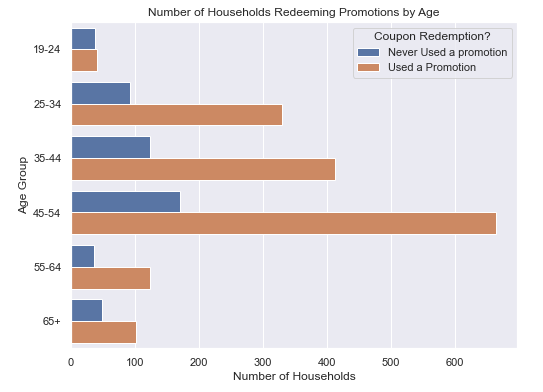 Number of Households Redeeming Promotions by Age
Coupon Redemption?
Never Used a promotion
Used a Promotion
Age Group
19-24
25-34
35-44
45-54
55-64
65+
0 100 200 300 400 500 600
Number of Households